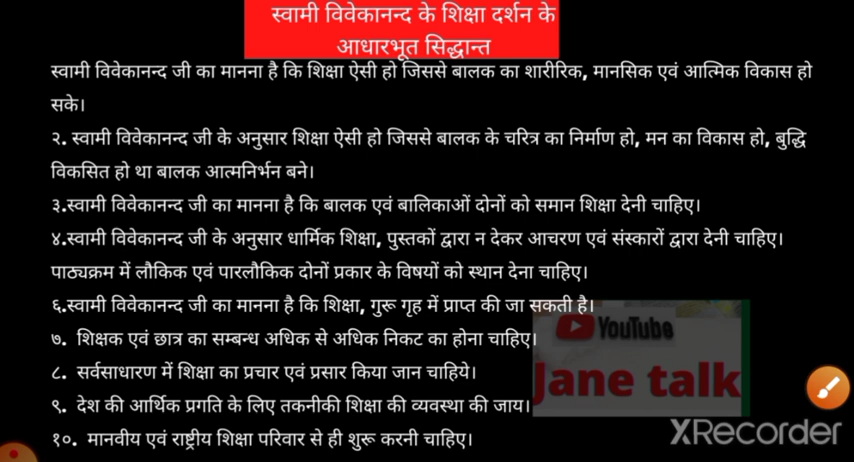 स्वामी विवेकानन्द के शिक्षा दर्शन के
आधारभूत सिद्धान्त
स्वामी विवेकानन्द जी का मानना है कि शिक्षा ऐसी हो जिससे बालक का शारीरिक, मानसिक एवं आत्मिक विकास हो
सके।
२. स्वामी विवेकानन्द जी के अनुसार शिक्षा ऐसी हो जिससे बालक के चरित्र का निर्माण हो, मन का विकास हो, बुद्धि
विकसित हो था बालक आत्मनिर्भन बने।
३.स्वामी विवेकानन्द जी का मानना है कि बालक एवं बालिकाओं दोनों को समान शिक्षा देनी चाहिए।
४.स्वामी विवेकानन्द जी के अनुसार धार्मिक शिक्षा, पुस्तकों द्वारा न देकर आचरण एवं संस्कारों द्वारा देनी चाहिए।
पाठ्यक्रम में लौकिक एवं पारलौकिक दोनों प्रकार के विषयों को स्थान देना चाहिए।
६.स्वामी विवेकानन्द जी का मानना है कि शिक्षा, गुरू गृह में प्राप्त की जा सकती है।
७. शिक्षक एवं छात्र का सम्बन्ध अधिक से अधिक निकट का होना चाहिए।
८. सर्वसाधारण में शिक्षा का प्रचार एवं प्रसार किया जान चाहिये।
९. देश की आर्थिक प्रगति के लिए तकनीकी शिक्षा की व्यवस्था की जाय।
१०. मानवीय एवं राष्ट्रीय शिक्षा परिवार से ही शुरू करनी चाहिए।
YouTube
Jane talk
XRecorder